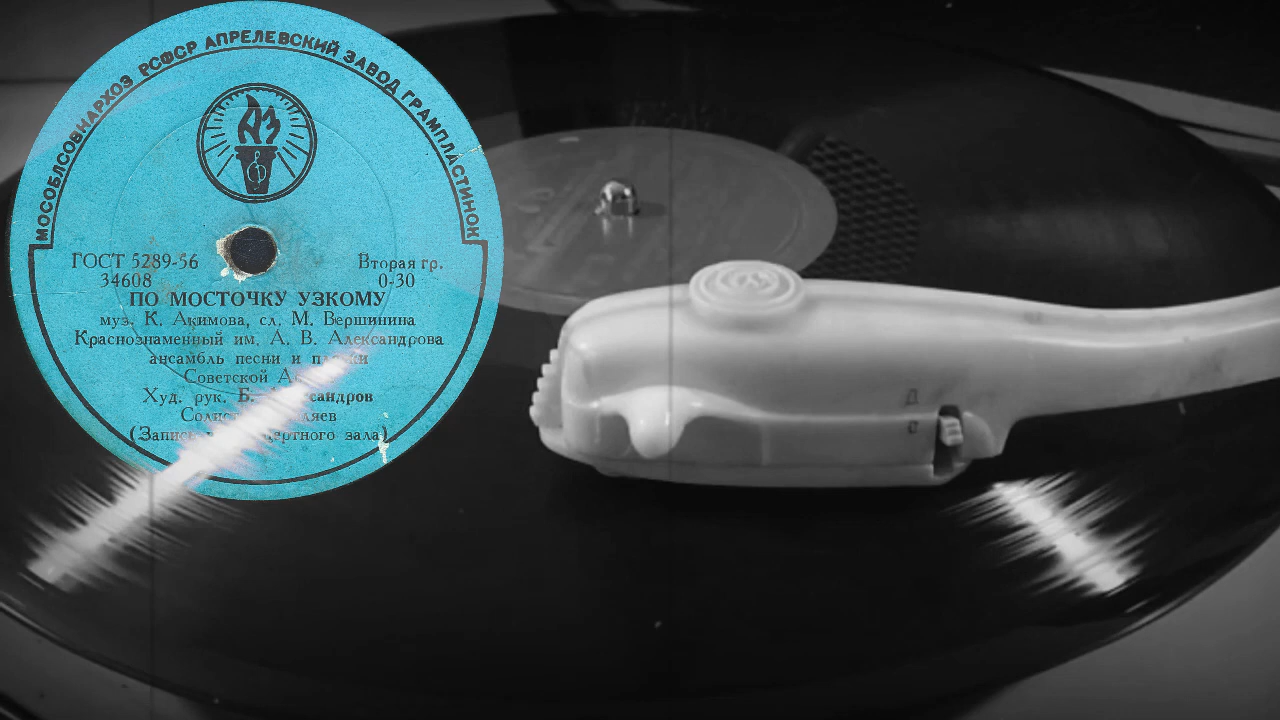 МОСОБЛСОВНАРХОЗ РСФСР АПРЕЛЕВСКИЙ ЗАВОД ГРАМПЛАСТИНОК
АЗ
ГОСТ 5289-56 Вторая гр.
34608 0-30
ПО МОСТОЧКУ УЗКОМУ
муз. К. Акимова, сл. М. Вершинина
Краснознаменный им. А. В. Александрова
ансамбль песни и
Советской
Худ. рук. Б.
(
зала)
Д
С